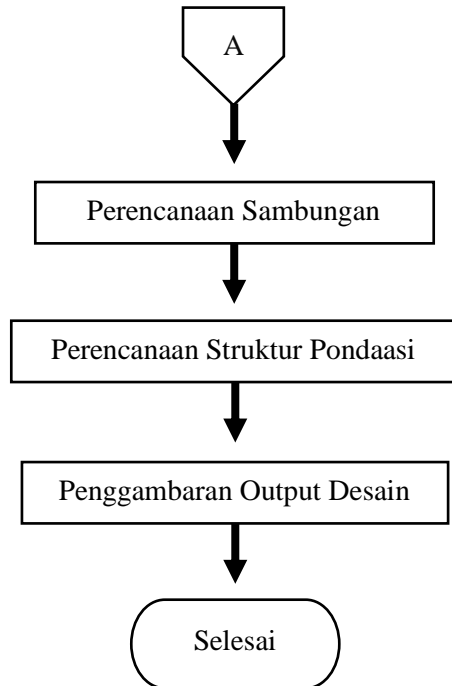 A
Perencanaan Sambungan
Perencanaan Struktur Pondaasi
Penggambaran Output Desain
Selesai